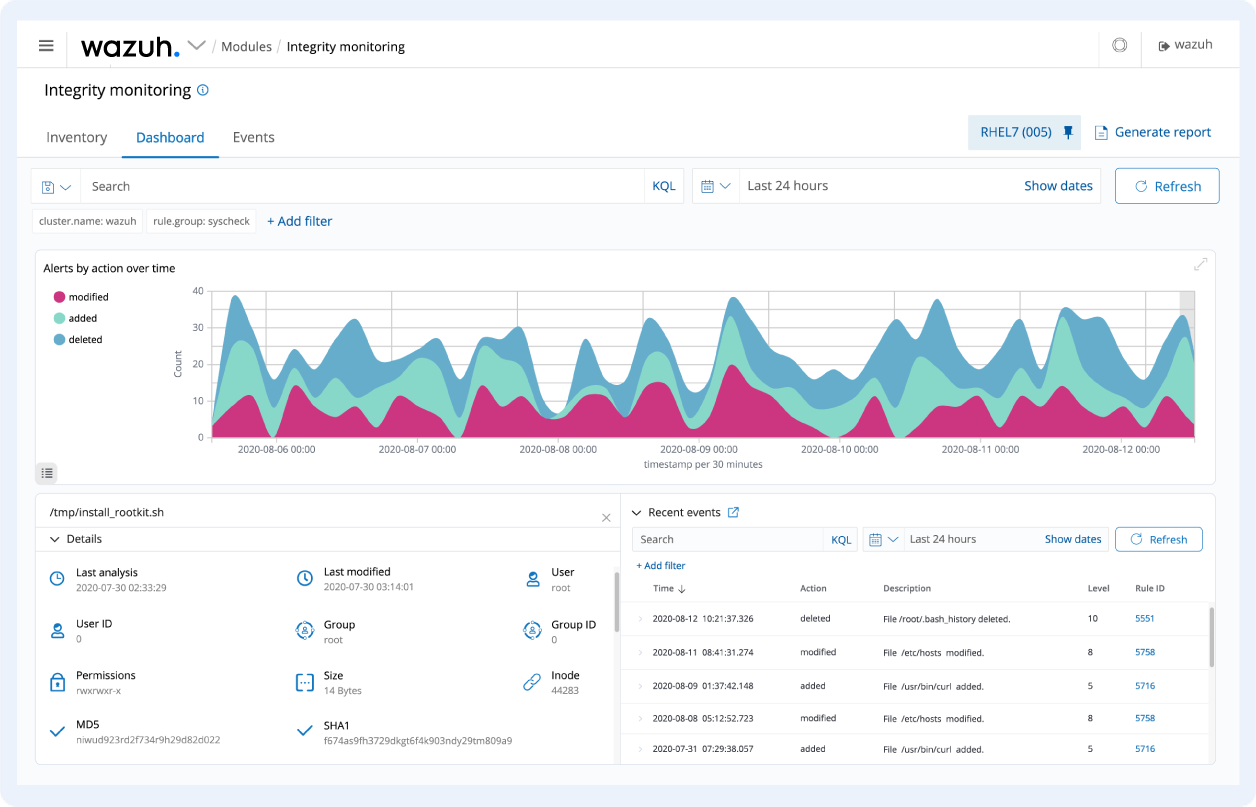 wazuh. / Modules / Integrity monitoring
wazuh
Integrity monitoring
Inventory Dashboard Events
RHEL7 (005) Generate report
Search KQL Last 24 hours Show dates Refresh
cluster.name: wazuh rule.group: syscheck + Add filter
Alerts by action over time
modified
added
deleted
Count
40
30
20
10
0
2020-08-06 00:00 2020-08-07 00:00 2020-08-08 00:00 2020-08-09 00:00 2020-08-10 00:00 2020-08-11 00:00 2020-08-12 00:00
timestamp per 30 minutes
/tmp/install_rootkit.sh
Details
Last analysis Last modified User
2020-07-30 02:33:29 2020-07-30 03:14:01 root
User ID Group Group ID
0 root 0
Permissions Size Inode
rwxrwxr-x 14 Bytes 44283
MD5 SHA1
niwud923rd2f734r9h29d82d022 f674as9fh3729dkgt6f4k903ndy29tm809a9
Recent events
Search KQL Last 24 hours Show dates Refresh
+ Add filter
Time Action Description Level Rule ID
2020-08-12 10:21:37.326 deleted File /root/.bash_history deleted. 10 5551
2020-08-11 08:41:31.274 modified File /etc/hosts modified. 8 5758
2020-08-09 01:37:42.148 added File /usr/bin/curl added. 5 5716
2020-08-08 05:12:52.723 modified File /etc/hosts modified. 8 5758
2020-07-31 07:29:38.057 added File /usr/bin/curl added. 5 5716